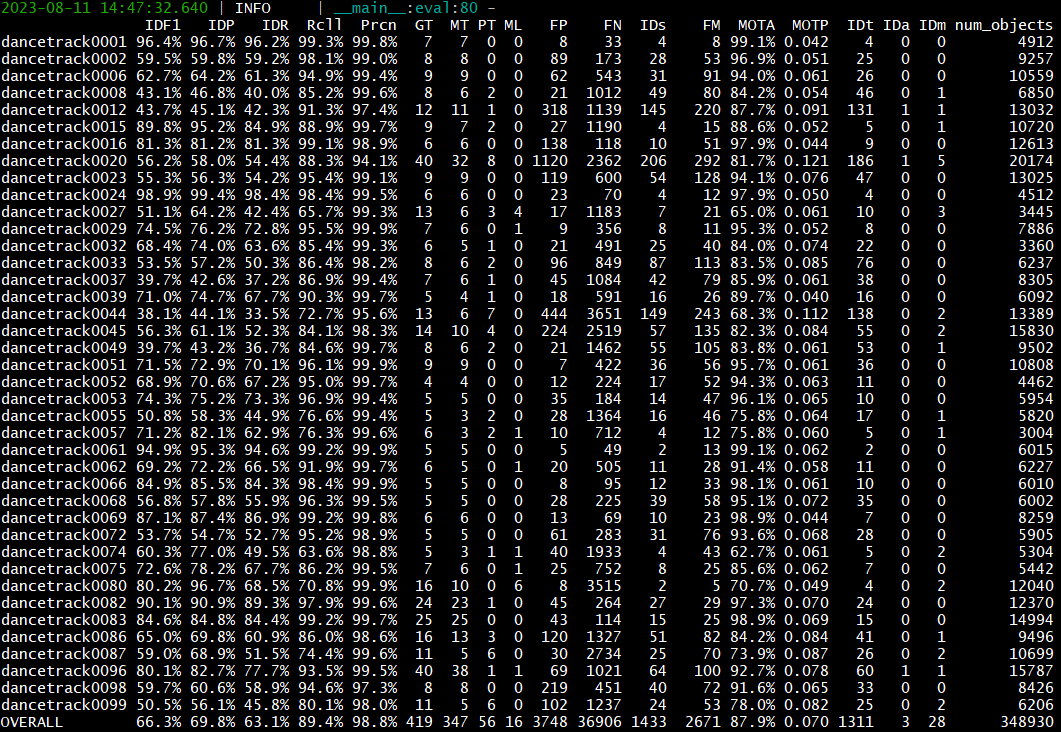 2023-08-11 14:47:32.640 | INFO     | __main__:eval:80 -
IDF1 IDP IDR Rcll Prcn GT MT PT ML FP FN IDs FM MOTA MOTP IDt IDa IDm num_objects
dancetrack0001 96.4% 96.7% 96.2% 99.3% 99.8% 7 7 0 0 8 33 4 8 99.1% 0.042 4 0 0 4912
dancetrack0002 59.5% 59.8% 59.2% 98.1% 99.0% 8 8 0 0 89 173 28 53 96.9% 0.051 25 0 0 9257
dancetrack0006 62.7% 64.2% 61.3% 94.9% 99.4% 9 9 0 0 62 543 31 91 94.0% 0.061 26 0 0 10559
dancetrack0008 43.1% 46.8% 40.0% 85.2% 99.6% 8 6 2 0 21 1012 49 80 84.2% 0.054 46 0 1 6850
dancetrack0012 43.7% 45.1% 42.3% 91.3% 97.4% 12 11 1 0 318 1139 145 220 87.7% 0.091 131 1 1 13032
dancetrack0015 89.8% 95.2% 84.9% 88.9% 99.7% 9 7 2 0 27 1190 4 15 88.6% 0.052 5 0 1 10720
dancetrack0016 81.3% 81.2% 81.3% 99.1% 98.9% 6 6 0 0 138 118 10 51 97.9% 0.044 9 0 0 12613
dancetrack0020 56.2% 58.0% 54.4% 88.3% 94.1% 40 32 8 0 1120 2362 206 292 81.7% 0.121 186 1 5 20174
dancetrack0023 55.3% 56.3% 54.2% 95.4% 99.1% 9 9 0 0 119 600 54 128 94.1% 0.076 47 0 0 13025
dancetrack0024 98.9% 99.4% 98.4% 98.4% 99.5% 6 6 0 0 23 70 4 12 97.9% 0.050 4 0 0 4512
dancetrack0027 51.1% 64.2% 42.4% 65.7% 99.3% 13 6 3 4 17 1183 7 21 65.0% 0.061 10 0 3 3445
dancetrack0029 74.5% 76.2% 72.8% 95.5% 99.9% 7 6 0 1 9 356 8 11 95.3% 0.052 8 0 0 7886
dancetrack0032 68.4% 74.0% 63.6% 85.4% 99.3% 6 5 1 0 21 491 25 40 84.0% 0.074 22 0 0 3360
dancetrack0033 53.5% 57.2% 50.3% 86.4% 98.2% 8 6 2 0 96 849 87 113 83.5% 0.085 76 0 0 6237
dancetrack0037 39.7% 42.6% 37.2% 86.9% 99.4% 7 6 1 0 45 1084 42 79 85.9% 0.061 38 0 0 8305
dancetrack0039 71.0% 74.7% 67.7% 90.3% 99.7% 5 4 1 0 18 591 16 26 89.7% 0.040 16 0 0 6092
dancetrack0044 38.1% 44.1% 33.5% 72.7% 95.6% 13 6 7 0 444 3651 149 243 68.3% 0.112 138 0 2 13389
dancetrack0045 56.3% 61.1% 52.3% 84.1% 98.3% 14 10 4 0 224 2519 57 135 82.3% 0.084 55 0 2 15830
dancetrack0049 39.7% 43.2% 36.7% 84.6% 99.7% 8 6 2 0 21 1462 55 105 83.8% 0.061 53 0 1 9502
dancetrack0051 71.5% 72.9% 70.1% 96.1% 99.9% 9 9 0 0 7 422 36 56 95.7% 0.061 36 0 0 10808
dancetrack0052 68.9% 70.6% 67.2% 95.0% 99.7% 4 4 0 0 12 224 17 52 94.3% 0.063 11 0 0 4462
dancetrack0053 74.3% 75.2% 73.3% 96.9% 99.4% 5 5 0 0 35 184 14 47 96.1% 0.065 10 0 0 5954
dancetrack0055 50.8% 58.3% 44.9% 76.6% 99.4% 5 3 2 0 28 1364 16 46 75.8% 0.064 17 0 1 5820
dancetrack0057 71.2% 82.1% 62.9% 76.3% 99.6% 6 3 2 1 10 712 4 12 75.8% 0.060 5 0 1 3004
dancetrack0061 94.9% 95.3% 94.6% 99.2% 99.9% 5 5 0 0 5 49 2 13 99.1% 0.062 2 0 0 6015
dancetrack0062 69.2% 72.2% 66.5% 91.9% 99.7% 6 5 0 1 20 505 11 28 91.4% 0.058 11 0 1 6227
dancetrack0066 84.9% 85.5% 84.3% 98.4% 99.9% 5 5 0 0 8 95 12 33 98.1% 0.061 10 0 0 6010
dancetrack0068 56.8% 57.8% 55.9% 96.3% 99.5% 5 5 0 0 28 225 39 58 95.1% 0.072 35 0 0 6002
dancetrack0069 87.1% 87.4% 86.9% 99.2% 99.8% 6 6 0 0 13 69 10 23 98.9% 0.044 7 0 0 8259
dancetrack0072 53.7% 54.7% 52.7% 95.2% 98.9% 5 5 0 0 61 283 31 76 93.6% 0.068 28 0 0 5905
dancetrack0074 60.3% 77.0% 49.5% 63.6% 98.8% 5 3 1 1 40 1933 4 43 62.7% 0.061 5 0 2 5304
dancetrack0075 72.6% 78.2% 67.7% 86.2% 99.5% 7 6 0 1 25 752 8 25 85.6% 0.062 7 0 0 5442
dancetrack0080 80.2% 96.7% 68.5% 70.8% 99.9% 16 10 0 6 8 3515 2 5 70.7% 0.049 4 0 2 12040
dancetrack0082 90.1% 90.9% 89.3% 97.9% 99.6% 24 23 1 0 45 264 27 29 97.3% 0.070 24 0 0 12370
dancetrack0083 84.6% 84.8% 84.4% 99.2% 99.7% 25 25 0 0 43 114 15 25 98.9% 0.069 15 0 0 14994
dancetrack0086 65.0% 69.8% 60.9% 86.0% 98.6% 16 13 3 0 120 1327 51 82 84.2% 0.084 41 0 1 9496
dancetrack0087 59.0% 68.9% 51.5% 74.4% 99.6% 11 5 6 0 30 2734 25 70 73.9% 0.087 26 0 2 10699
dancetrack0096 80.1% 82.7% 77.7% 93.5% 99.5% 40 38 1 1 69 1021 64 100 92.7% 0.078 60 1 1 15787
dancetrack0098 59.7% 60.6% 58.9% 94.6% 97.3% 8 8 0 0 219 451 40 72 91.6% 0.065 33 0 0 8426
dancetrack0099 50.5% 56.1% 45.8% 80.1% 98.0% 11 5 6 0 102 1237 24 53 78.0% 0.082 25 0 2 6206
OVERALL 66.3% 69.8% 63.1% 89.4% 98.8% 419 347 56 16 3748 36906 1433 2671 87.9% 0.070 1311 3 28 348930